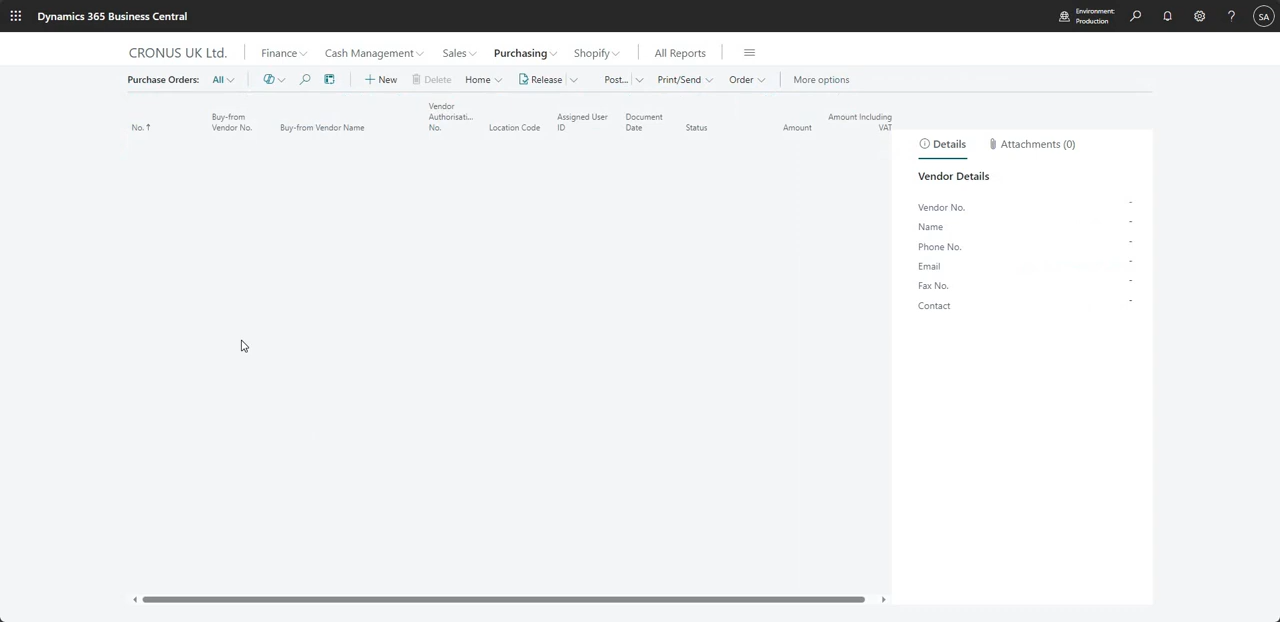 Dynamics 365 Business Central
Environment:
Production
SA
CRONUS UK Ltd.
Finance
Cash Management
Sales
Purchasing
Shopify
All Reports
Purchase Orders:
All
New
Delete
Home
Release
Post...
Print/Send
Order
More options
No. ↑
Buy-from
Vendor No.
Buy-from Vendor Name
Vendor
Authorisati...
No.
Location Code
Assigned User
ID
Document
Date
Status
Amount
Amount Including
VAT
Details
Attachments (0)
Vendor Details
Vendor No. -
Name -
Phone No. -
Email -
Fax No. -
Contact -